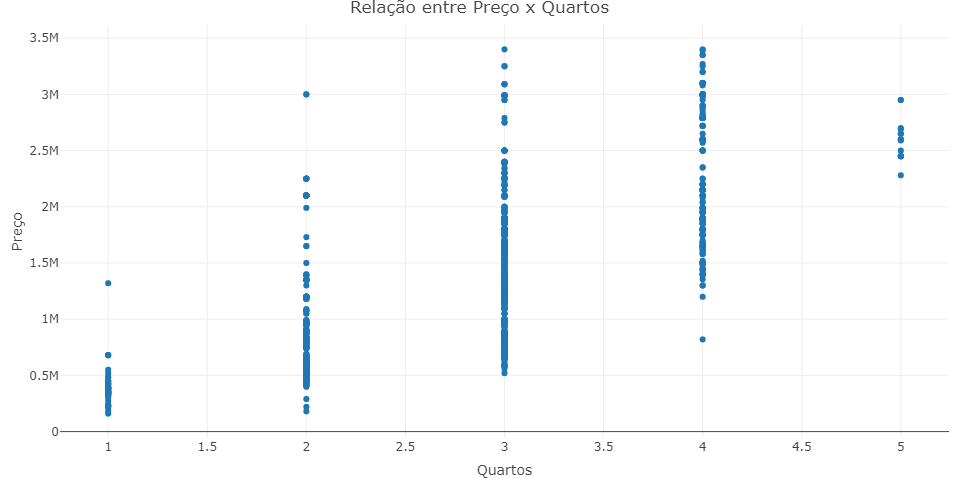 Relação entre Preço x Quartos
3.5M
3M
2.5M
2M
1.5M
1M
0.5M
0
Preço
1 1.5 2 2.5 3 3.5 4 4.5 5
Quartos